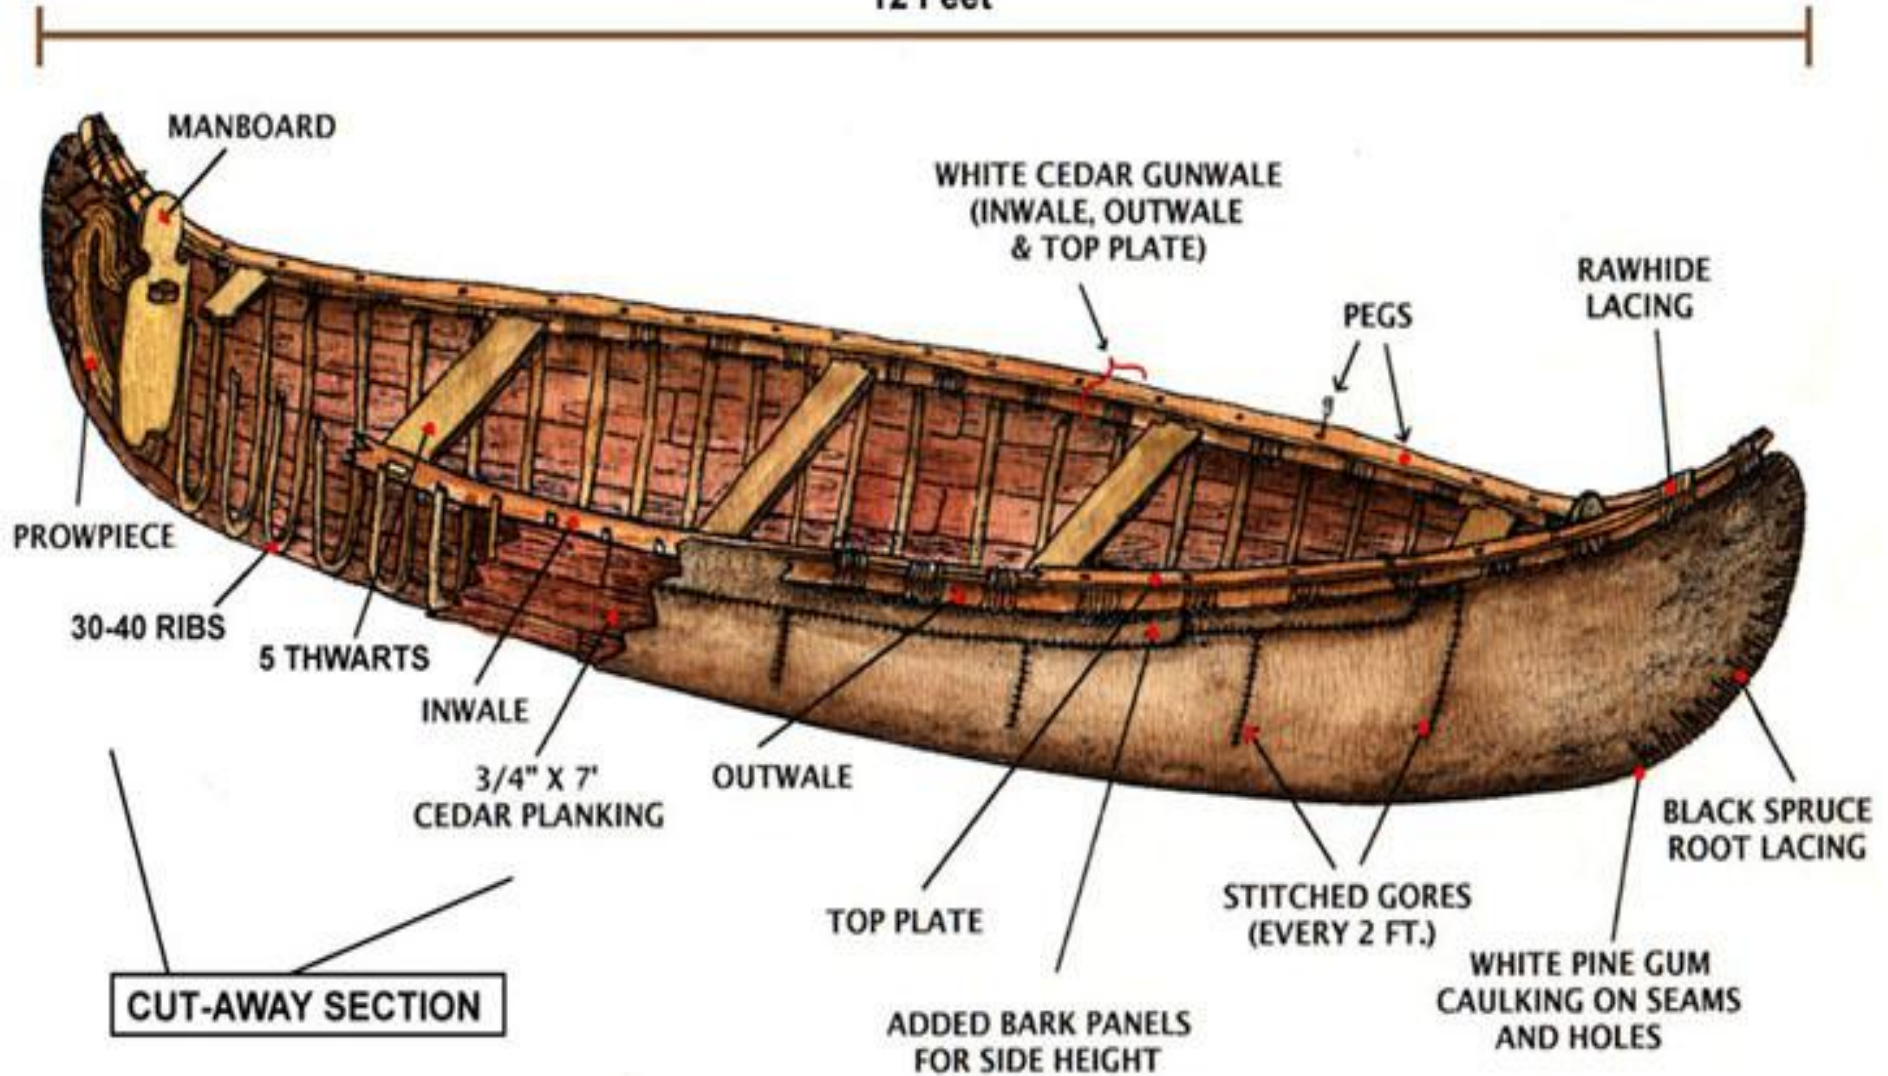 12 Feet
MANBOARD
WHITE CEDAR GUNWALE
(INWALE, OUTWALE
& TOP PLATE)
PEGS
RAWHIDE
LACING
PROWPIECE
30-40 RIBS
5 THWARTS
INWALE
3/4" X 7'
CEDAR PLANKING
OUTWALE
TOP PLATE
ADDED BARK PANELS
FOR SIDE HEIGHT
STITCHED GORES
(EVERY 2 FT.)
WHITE PINE GUM
CAULKING ON SEAMS
AND HOLES
BLACK SPRUCE
ROOT LACING
CUT-AWAY SECTION